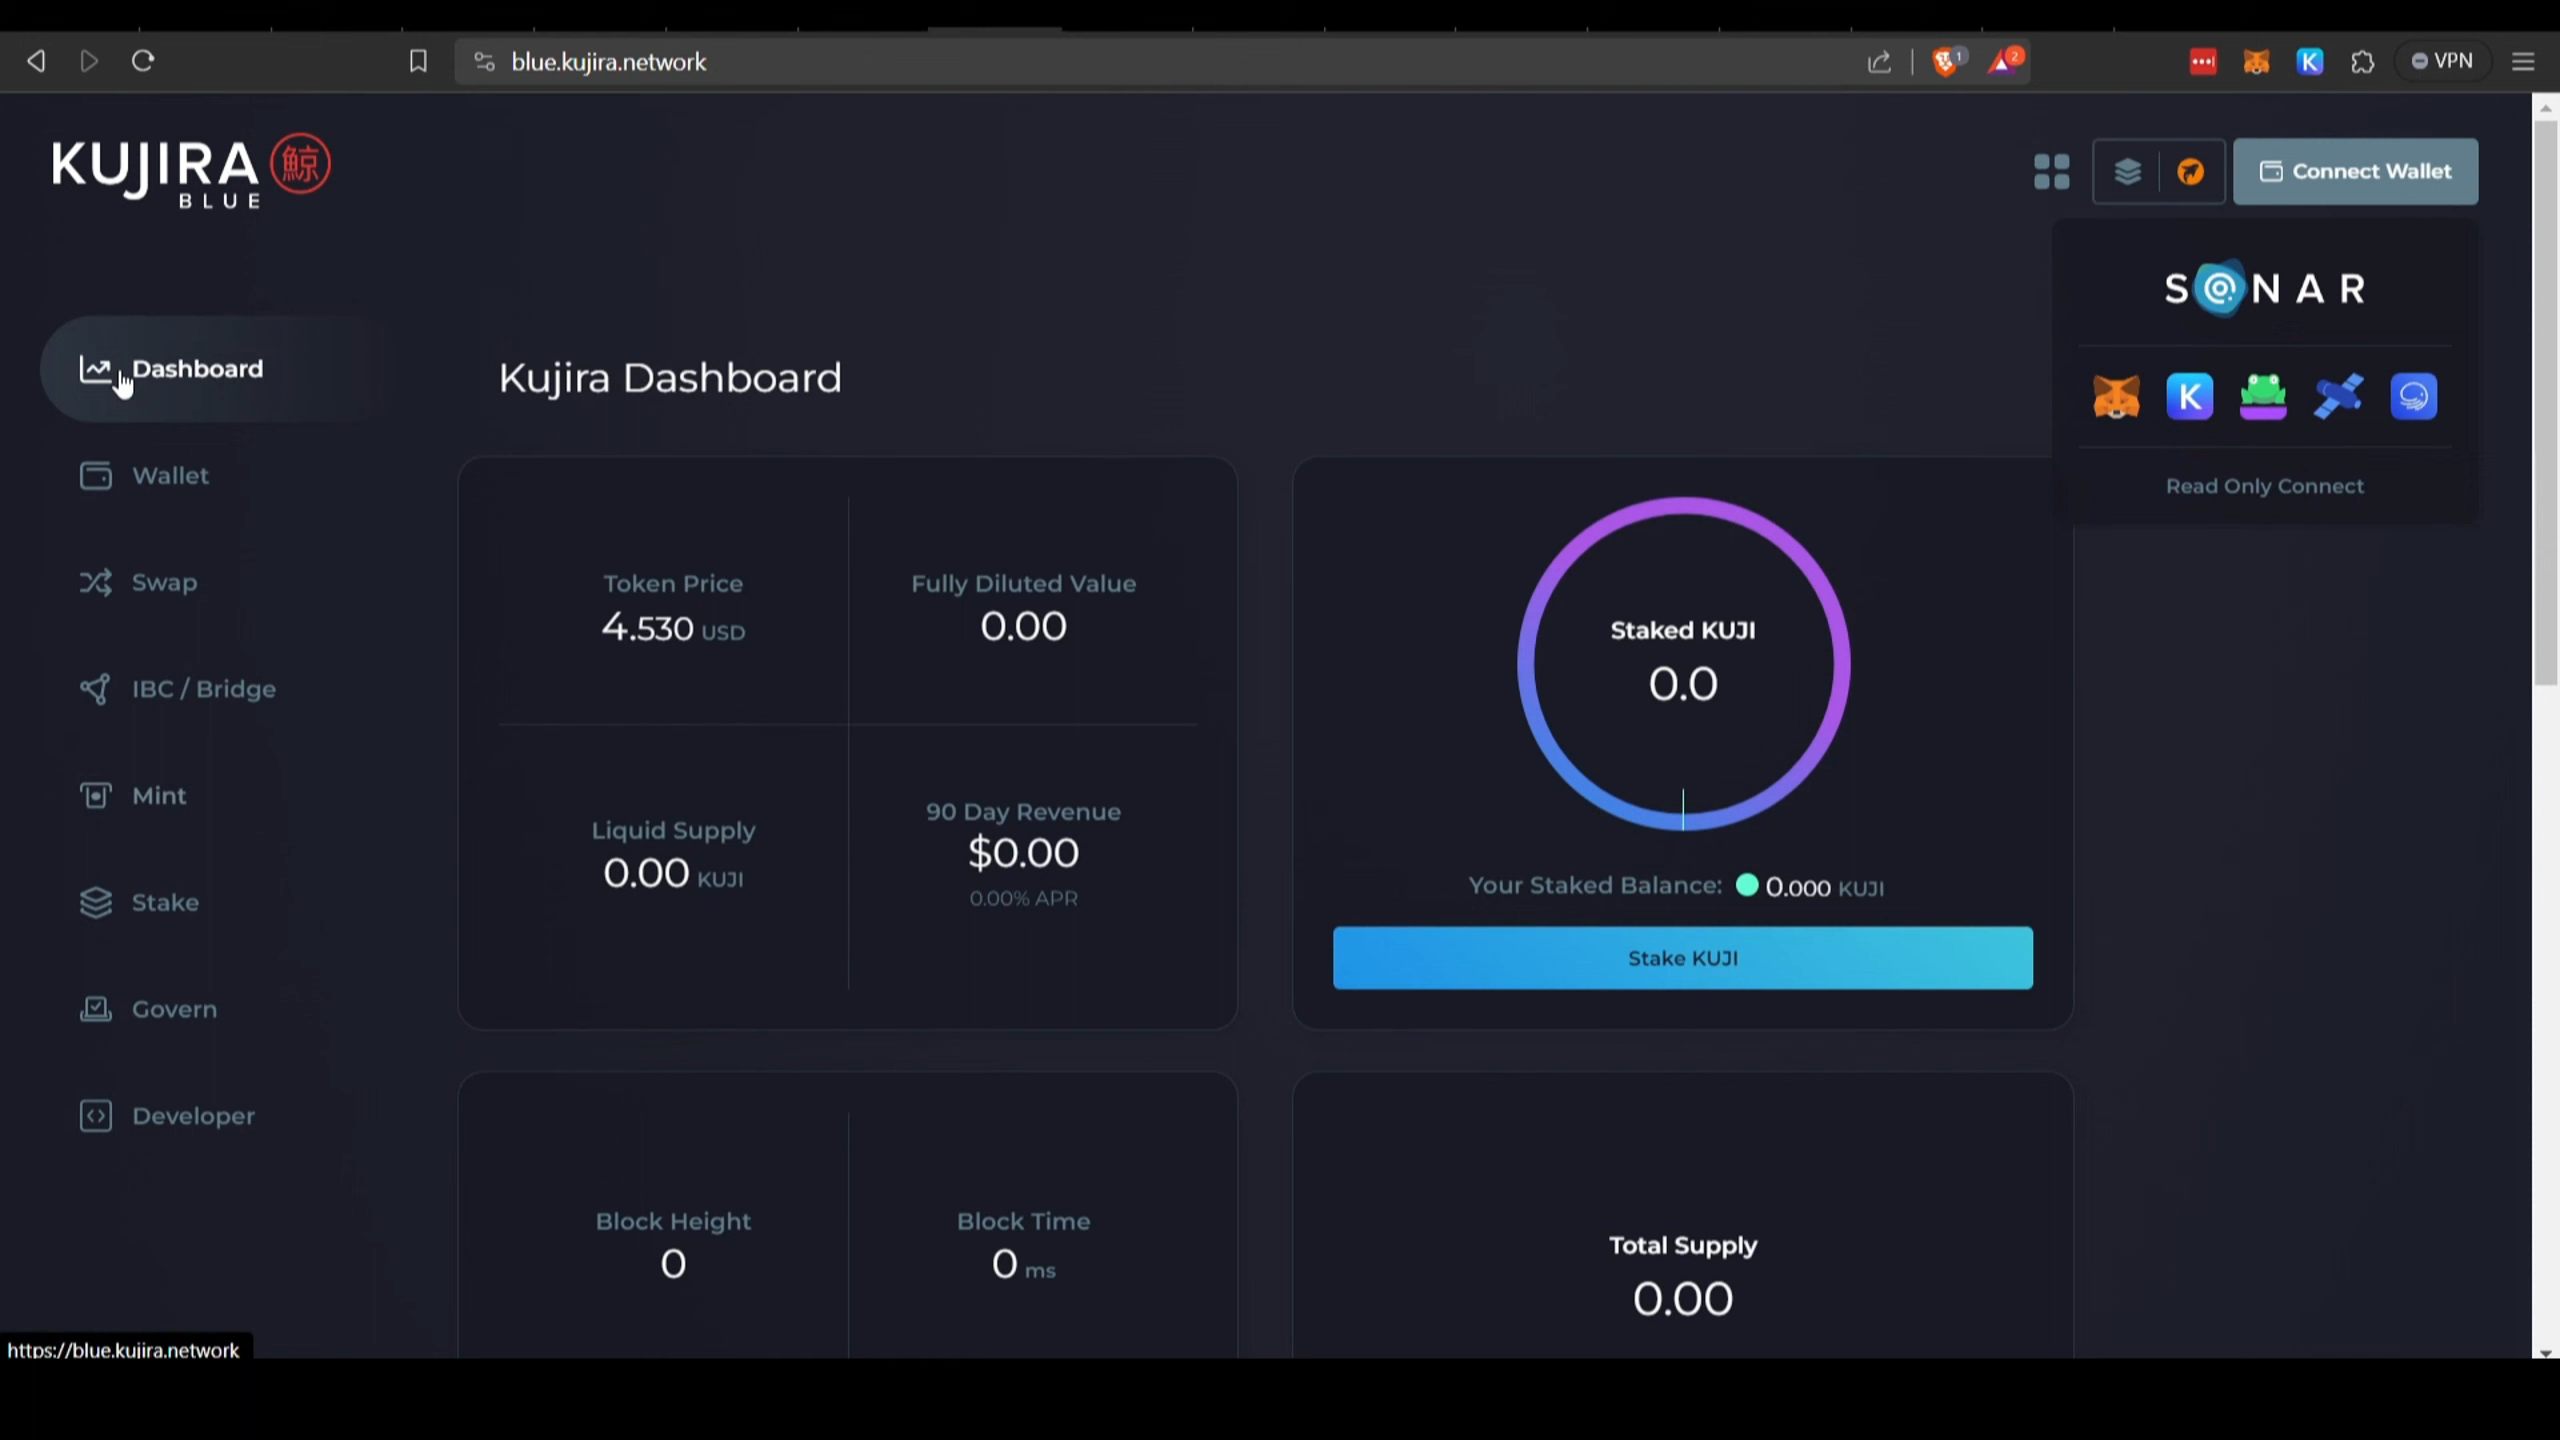 blue.kujira.network
1
2
VPN
KUJIRA 鯨
BLUE
Connect Wallet
SONAR
K
Read Only Connect
Dashboard
Wallet
Swap
IBC / Bridge
Mint
Stake
Govern
Developer
Kujira Dashboard
Token Price
4.530 USD
Fully Diluted Value
0.00
Liquid Supply
0.00 KUJI
90 Day Revenue
$0.00
0.00% APR
Staked KUJI
0.0
Your Staked Balance: 0.000 KUJI
Stake KUJI
Block Height
0
Block Time
0 ms
Total Supply
0.00
https://blue.kujira.network